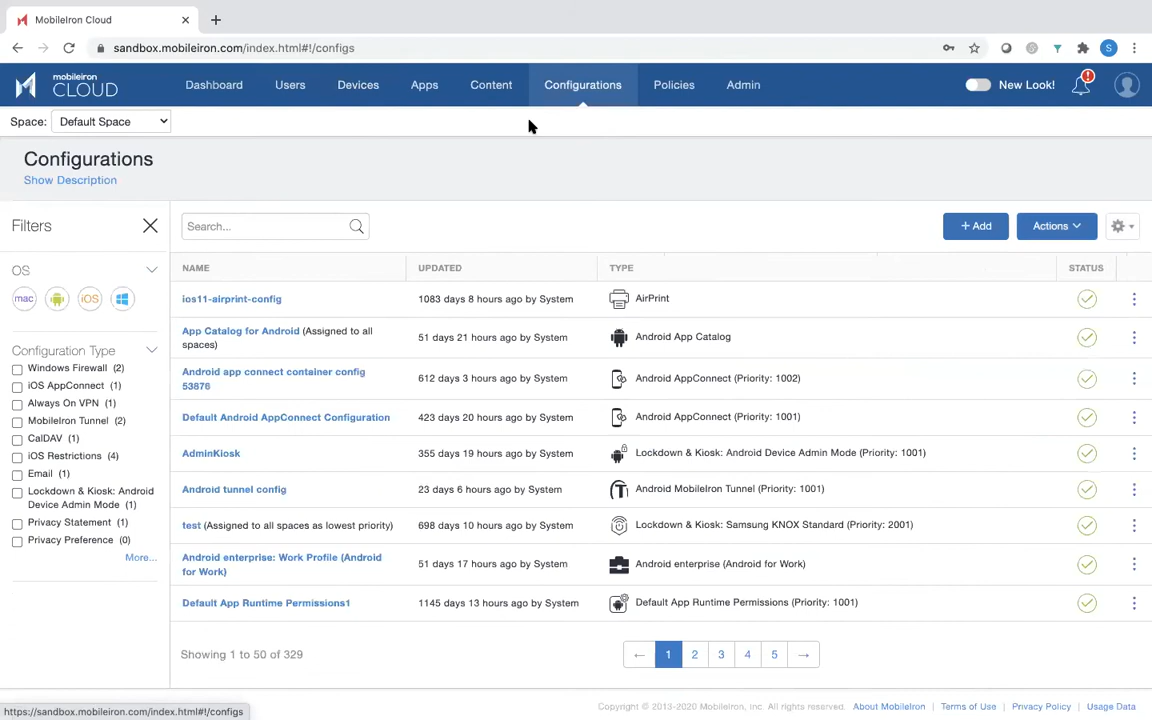 MobileIron Cloud
sandbox.mobileiron.com/index.html#!/configs
S
mobileiron
CLOUD
Dashboard
Users
Devices
Apps
Content
Configurations
Policies
Admin
New Look!
Space:
Default Space
Configurations
Show Description
Filters
Search...
+ Add
Actions
OS
mac
iOS
NAME
UPDATED
TYPE
STATUS
ios11-airprint-config
1083 days 8 hours ago by System
AirPrint
App Catalog for Android (Assigned to all
spaces)
51 days 21 hours ago by System
Android App Catalog
Configuration Type
Windows Firewall (2)
iOS AppConnect (1)
Always On VPN (1)
MobileIron Tunnel (2)
CalDAV (1)
iOS Restrictions (4)
Email (1)
Lockdown & Kiosk: Android
Device Admin Mode (1)
Privacy Statement (1)
Privacy Preference (0)
More...
Android app connect container config
53876
612 days 3 hours ago by System
Android AppConnect (Priority: 1002)
Default Android AppConnect Configuration
423 days 20 hours ago by System
Android AppConnect (Priority: 1001)
AdminKiosk
355 days 19 hours ago by System
Lockdown & Kiosk: Android Device Admin Mode (Priority: 1001)
Android tunnel config
23 days 6 hours ago by System
Android MobileIron Tunnel (Priority: 1001)
test (Assigned to all spaces as lowest priority)
698 days 10 hours ago by System
Lockdown & Kiosk: Samsung KNOX Standard (Priority: 2001)
Android enterprise: Work Profile (Android
for Work)
51 days 17 hours ago by System
Android enterprise (Android for Work)
Default App Runtime Permissions1
1145 days 13 hours ago by System
Default App Runtime Permissions (Priority: 1001)
Showing 1 to 50 of 329
← 1 2 3 4 5 →
https://sandbox.mobileiron.com/index.html#!/configs
Copyright © 2013-2020 MobileIron, Inc. All rights reserved. About MobileIron Terms of Use Privacy Policy Usage Data